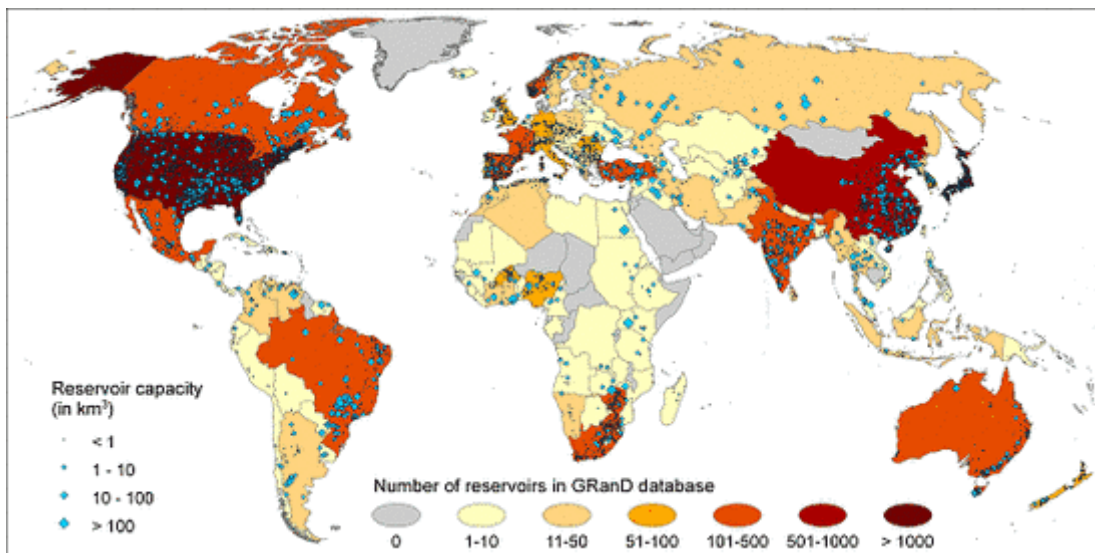 Reservoir capacity
(in km³)
< 1
1 - 10
10 - 100
> 100
Number of reservoirs in GRanD database
0 1-10 11-50 51-100 101-500 501-1000 > 1000